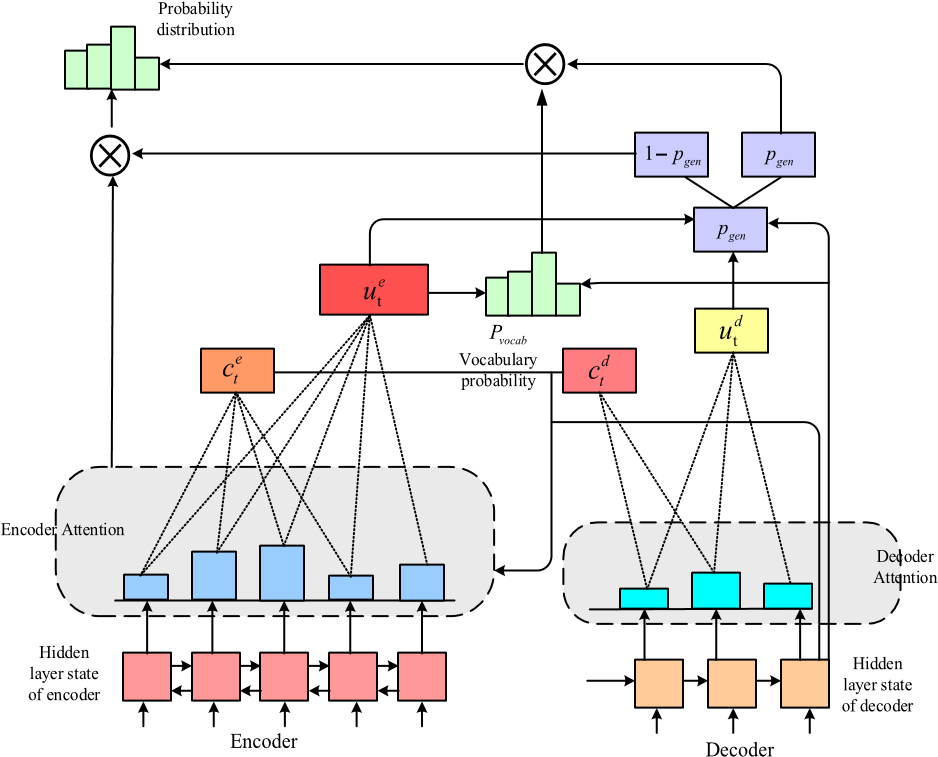 Probability
distribution
1− p_gen
p_gen
p_gen
u_t^e
P_vocab
Vocabulary
probability
u_t^d
c_t^e
c_t^d
Encoder Attention
Decoder
Attention
Hidden
layer state
of encoder
Hidden
layer state
of decoder
Encoder
Decoder